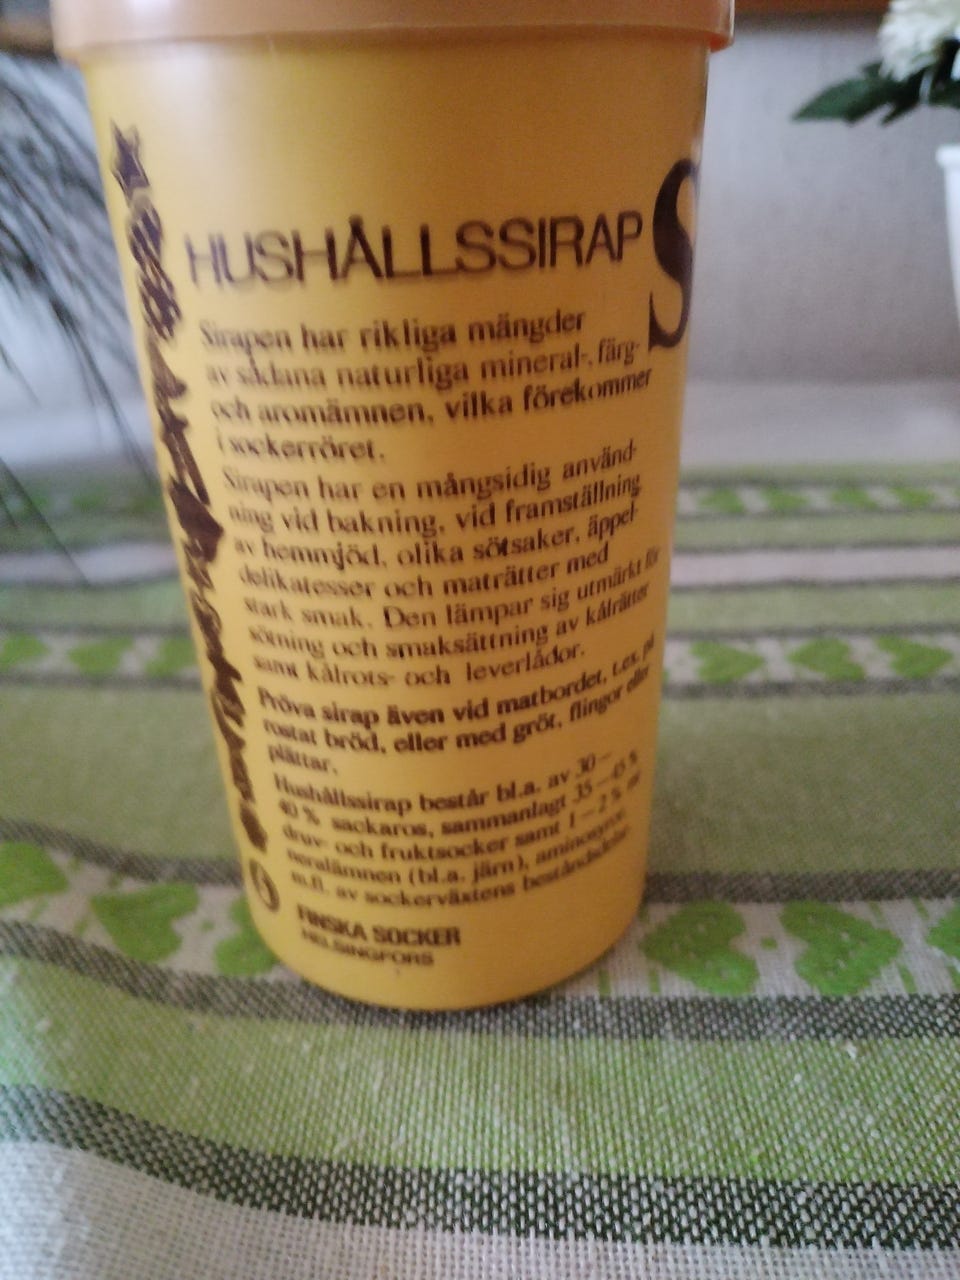 HUSHÅLLSSIRAP
S
Sirapen har rikliga mängder
av sådana naturliga mineral-, färg-
och aromämnen, vilka förekommer
i sockerröret.
Sirapen har en mångsidig använd-
ning vid bakning, vid framställning
av hemmjöd, olika sötsaker, äppel-
delikatesser och maträtter med
stark smak. Den lämpar sig utmärkt för
sötning och smaksättning av kålrätter
samt kålrots- och leverlådor.
Pröva sirap även vid matbordet, t.ex. på
rostat bröd, eller med gröt, flingor eller
plättar.
Hushållssirap består bl.a. av 30–
40 % sackaros, sammanlagt 35–45 %
druv- och fruktsocker samt 1–2 % mi-
neralämnen (bl.a. järn), aminosyror
m.fl. av sockerväxtens beståndsdelar.
FINSKA SOCKER
HELSINGFORS